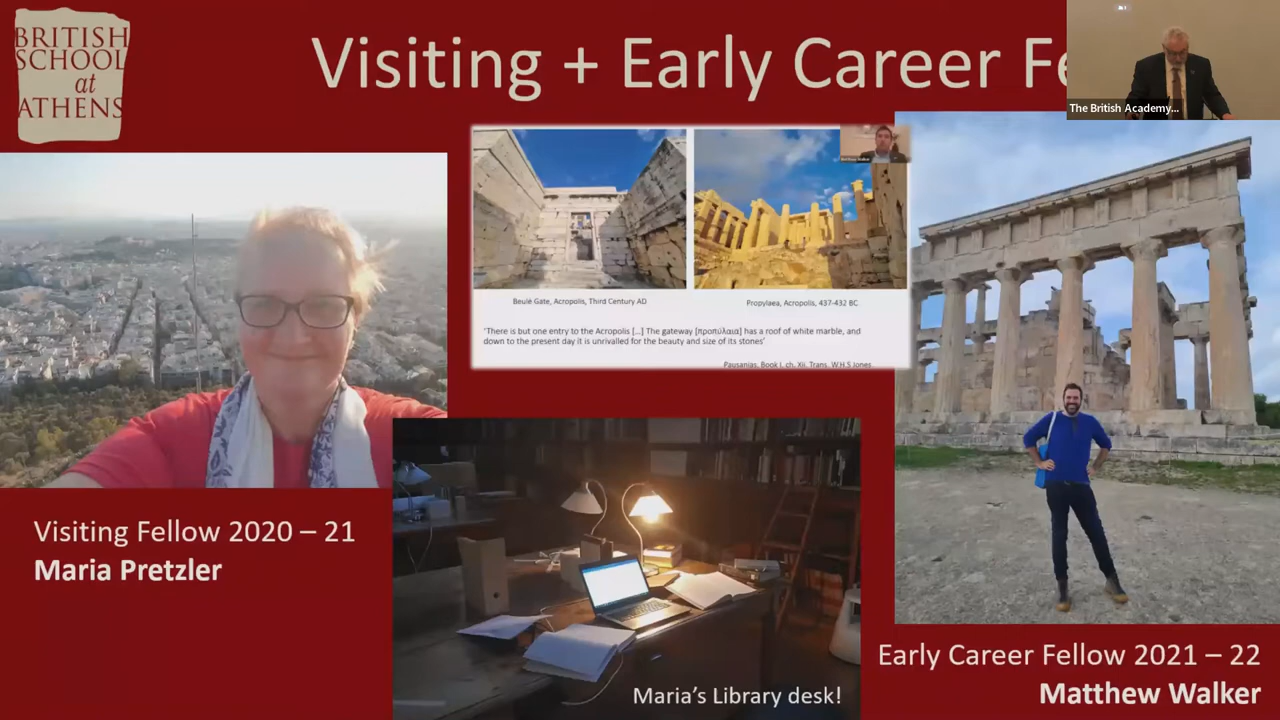 BRITISH
SCHOOL
at
ATHENS
Visiting + Early Career Fe
The British Academy...
Beulé Gate, Acropolis, Third Century AD
Propylaea, Acropolis, 437-432 BC
'There is but one entry to the Acropolis [...] The gateway [προπύλαια] has a roof of white marble, and
down to the present day it is unrivalled for the beauty and size of its stones'
Pausanias, Book I, ch. Xii, Trans. W.H.S Jones
Visiting Fellow 2020 – 21
Maria Pretzler
Maria's Library desk!
Early Career Fellow 2021 – 22
Matthew Walker